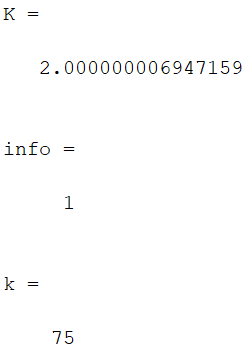 K =
2.000000006947159
info =
1
k =
75